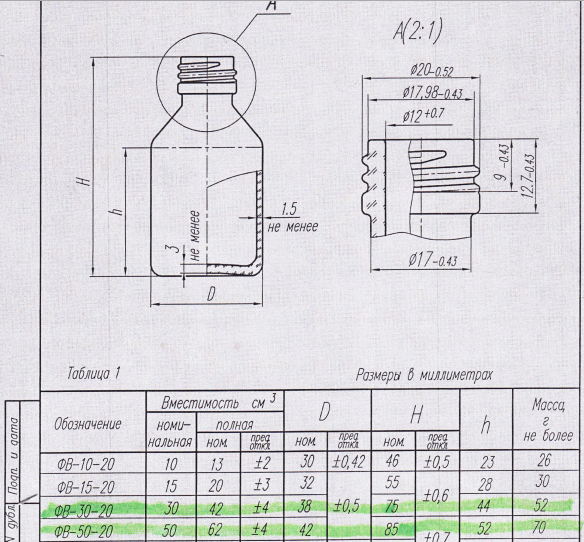 A
A(2:1)
ø20-0.52
ø17,98-0.43
ø12+0.7
H
h
9-0.43
12.7-0.43
1.5
не менее
3
не менее
D
ø17-0.43
Таблица 1
Размеры в миллиметрах
Обозначение
Вместимость см³
D
H
h
Масса, г не более
номи-
нальная
полная
ном.
пред. откл.
ном.
пред. откл.
ном.
пред. откл.
ФВ-10-20 10 13 ±2 30 ±0,42 46 ±0,5 23 26
ФВ-15-20 15 20 ±3 32 ±0,5 55 ±0,6 28 30
ФВ-30-20 30 42 ±4 38 75 44 52
ФВ-50-20 50 62 ±4 42 85 ±0,7 52 70
Подп. и дата
№ дубл.